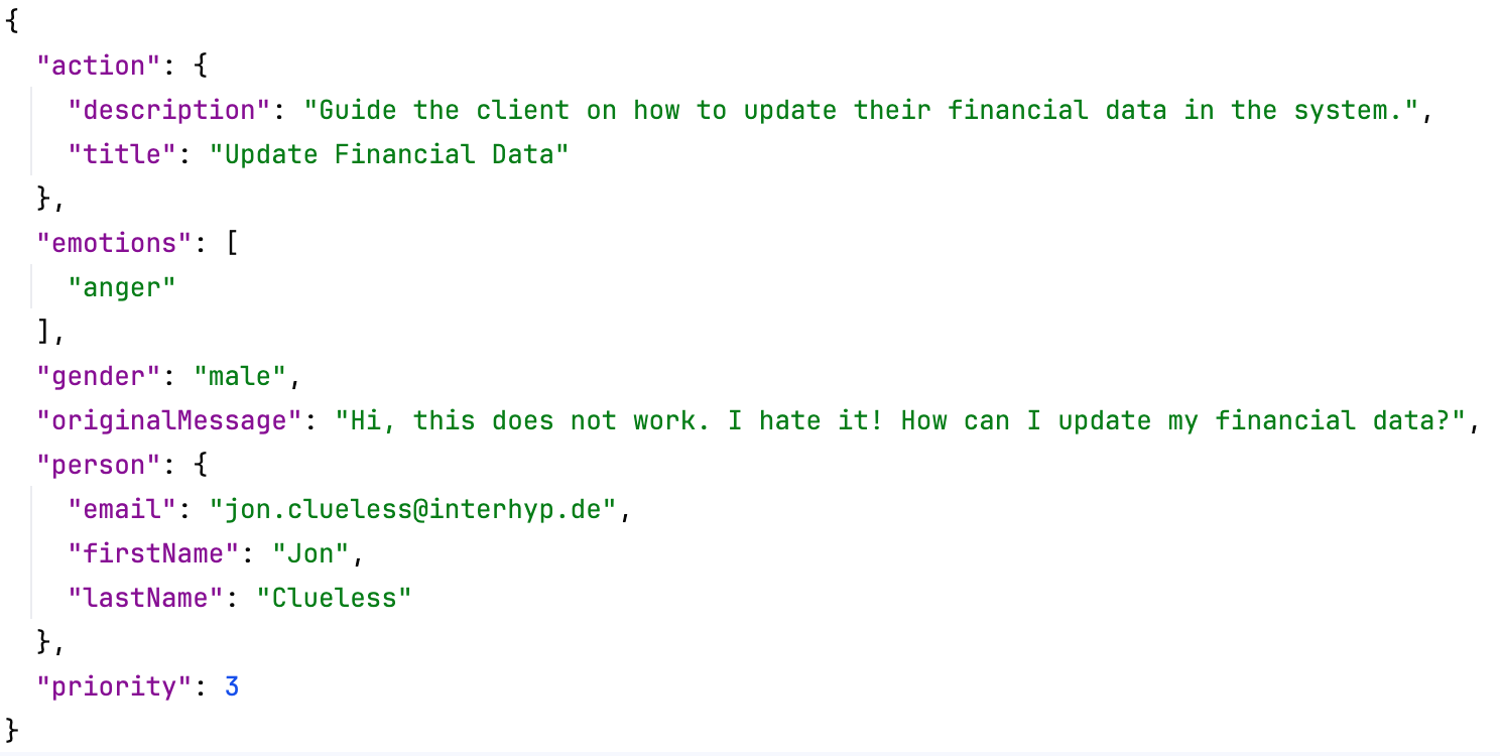 {
  "action": {
    "description": "Guide the client on how to update their financial data in the system.",
    "title": "Update Financial Data"
  },
  "emotions": [
    "anger"
  ],
  "gender": "male",
  "originalMessage": "Hi, this does not work. I hate it! How can I update my financial data?",
  "person": {
    "email": "jon.clueless@interhyp.de",
    "firstName": "Jon",
    "lastName": "Clueless"
  },
  "priority": 3
}